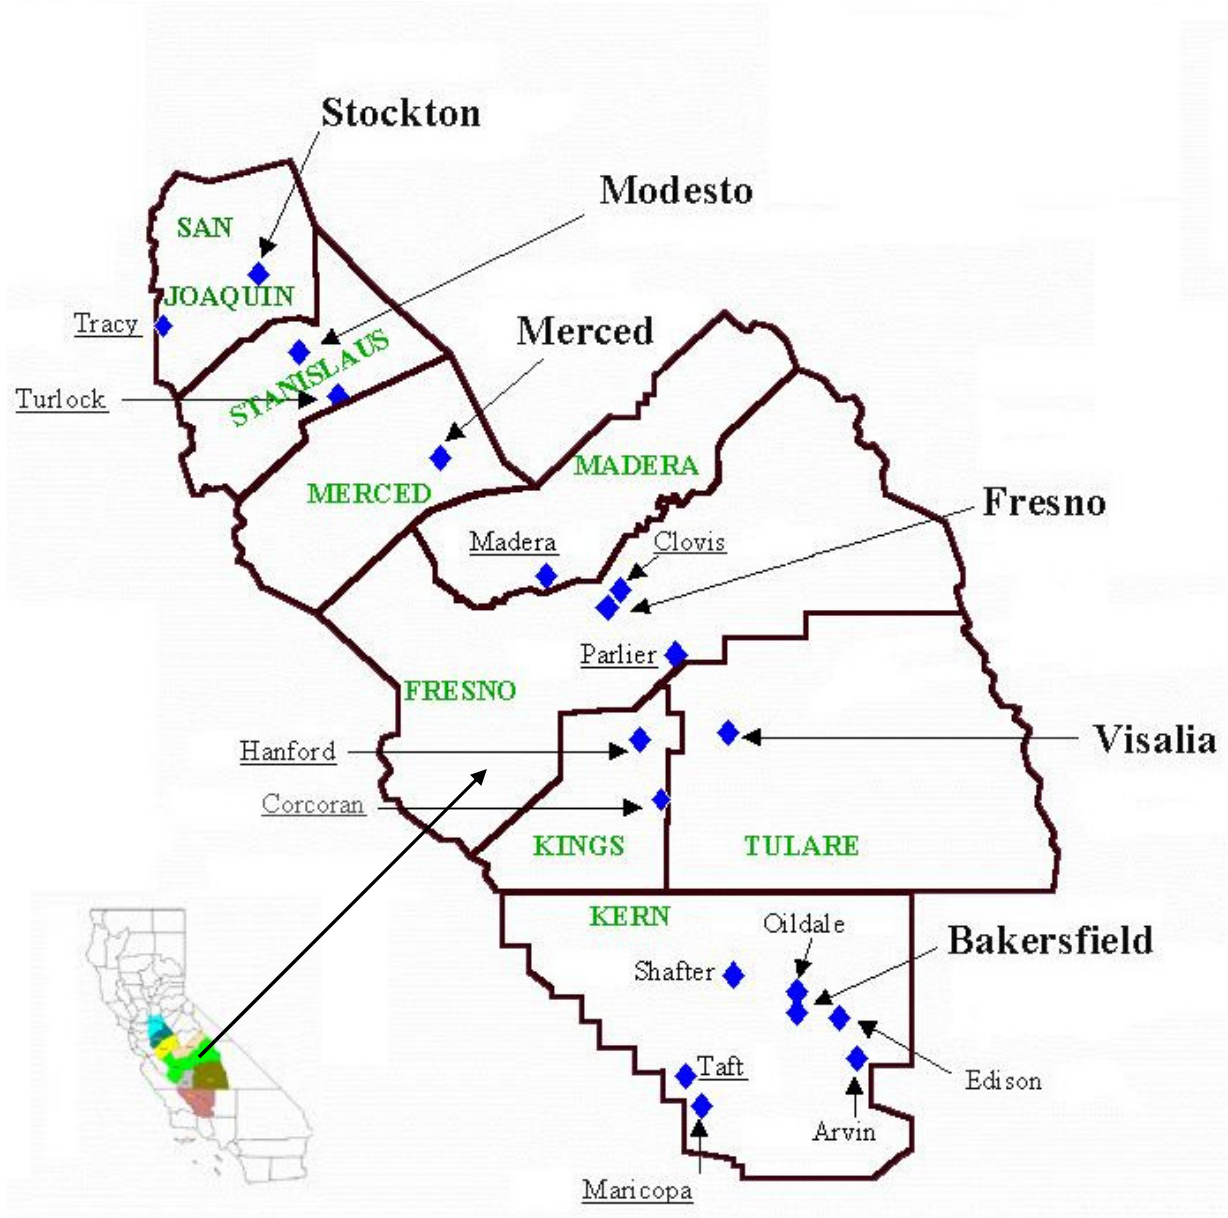 Stockton
Modesto
SAN
JOAQUIN
Tracy
Merced
STANISLAUS
Turlock
MADERA
MERCED
Fresno
Madera
Clovis
Parlier
FRESNO
Hanford
Visalia
Corcoran
KINGS
TULARE
KERN
Oildale
Bakersfield
Shafter
Taft
Edison
Arvin
Maricopa